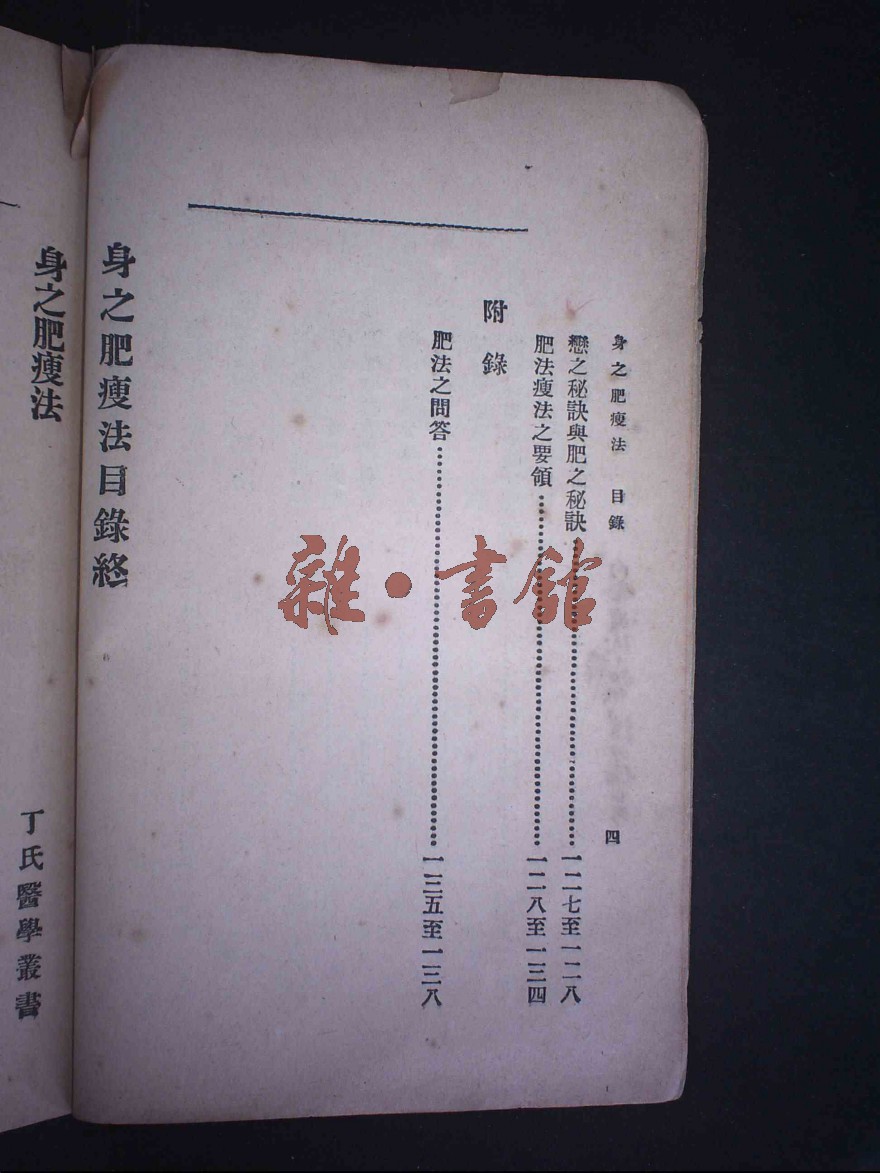 身之肥瘦法 目錄 四
戀之秘訣與肥之秘訣……一二七至一二八
肥法瘦法之要領……一二八至一三四
附錄
肥法之問答……一三五至一三八
身之肥瘦法目錄終
身之肥瘦法 丁氏醫學叢書
雜·書館